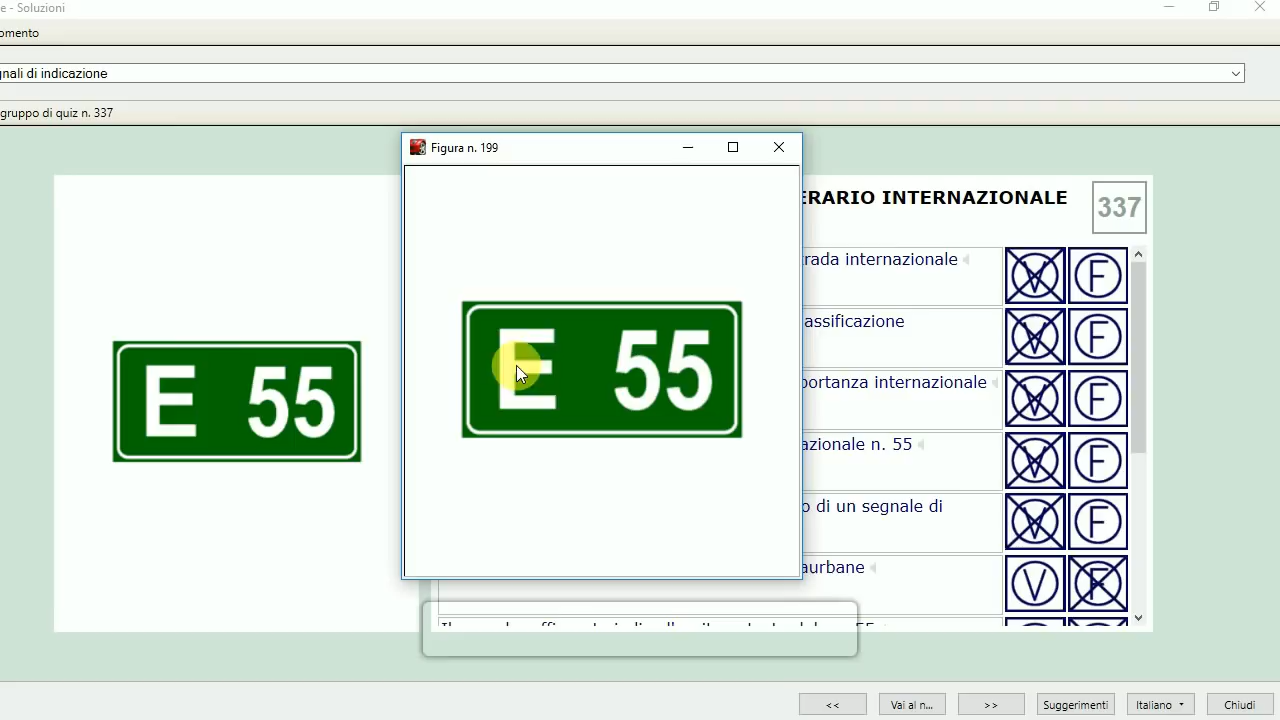 e - Soluzioni
omento
gnali di indicazione
gruppo di quiz n. 337
Figura n. 199
E 55
E 55
ERARIO INTERNAZIONALE
337
trada internazionale
V F
assificazione
V F
portanza internazionale
V F
azionale n. 55
V F
o di un segnale di
V F
aurbane
V F
<<
Vai al n...
>>
Suggerimenti
Italiano
Chiudi